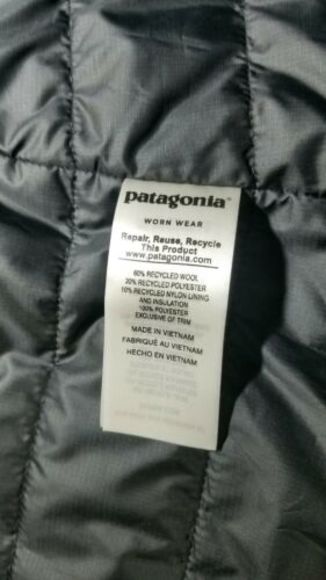 patagonia®
WORN WEAR
Repair, Reuse, Recycle
This Product
www.patagonia.com
60% RECYCLED WOOL
30% RECYCLED POLYESTER
10% RECYCLED NYLON LINING
AND INSULATION
100% POLYESTER
EXCLUSIVE OF TRIM
MADE IN VIETNAM
FABRIQUÉ AU VIETNAM
HECHO EN VIETNAM